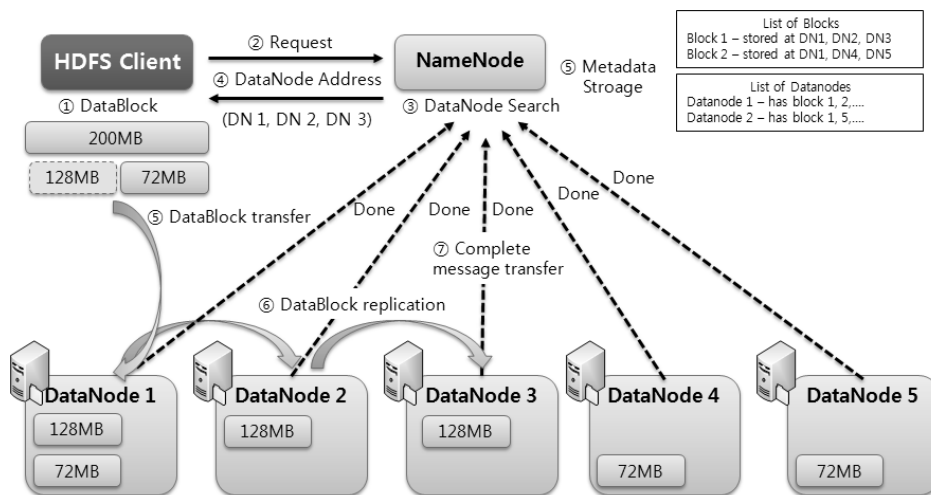 HDFS Client
② Request
④ DataNode Address
(DN 1, DN 2, DN 3)
NameNode
③ DataNode Search
⑤ Metadata
Stroage
List of Blocks
Block 1 – stored at DN1, DN2, DN3
Block 2 – stored at DN1, DN4, DN5
List of Datanodes
Datanode 1 – has block 1, 2,....
Datanode 2 – has block 1, 5,....
① DataBlock
200MB
128MB
72MB
⑤ DataBlock transfer
Done
Done
Done
Done
Done
⑦ Complete
message transfer
⑥ DataBlock replication
DataNode 1
128MB
72MB
DataNode 2
128MB
DataNode 3
128MB
DataNode 4
72MB
DataNode 5
72MB